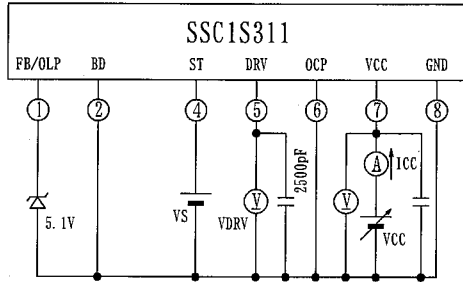 SSC1S311
FB/OLP BD ST DRV OCP VCC GND
1 2 4 5 6 7 8
2500pF
A ICC
5.1V
VS
V
VDRV
V
VCC